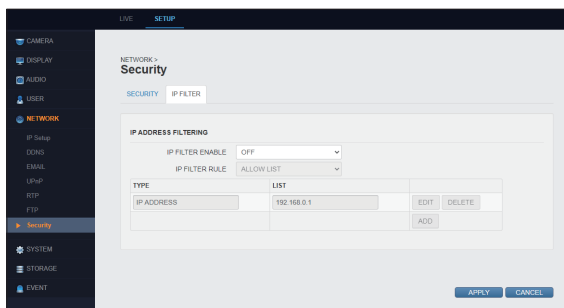 LIVE SETUP
CAMERA
DISPLAY
AUDIO
USER
NETWORK
IP Setup
DDNS
EMAIL
UPnP
RTP
FTP
Security
SYSTEM
STORAGE
EVENT
NETWORK >
Security
SECURITY IP FILTER
IP ADDRESS FILTERING
IP FILTER ENABLE OFF
IP FILTER RULE ALLOW LIST
TYPE LIST
IP ADDRESS 192.168.0.1 EDIT DELETE
ADD
APPLY CANCEL